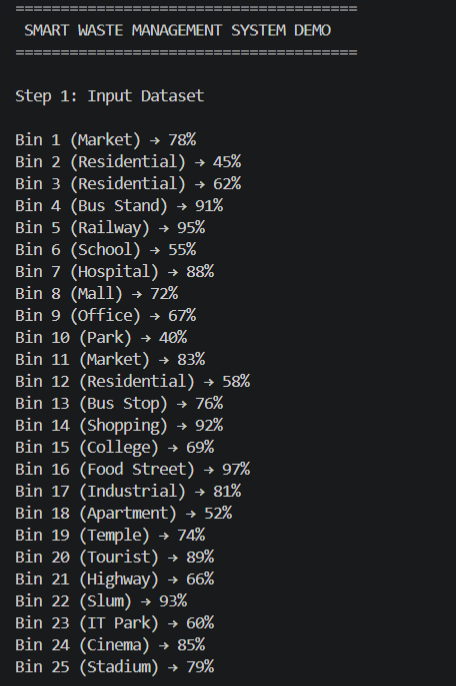 ======================================
SMART WASTE MANAGEMENT SYSTEM DEMO
======================================
Step 1: Input Dataset
Bin 1 (Market) → 78%
Bin 2 (Residential) → 45%
Bin 3 (Residential) → 62%
Bin 4 (Bus Stand) → 91%
Bin 5 (Railway) → 95%
Bin 6 (School) → 55%
Bin 7 (Hospital) → 88%
Bin 8 (Mall) → 72%
Bin 9 (Office) → 67%
Bin 10 (Park) → 40%
Bin 11 (Market) → 83%
Bin 12 (Residential) → 58%
Bin 13 (Bus Stop) → 76%
Bin 14 (Shopping) → 92%
Bin 15 (College) → 69%
Bin 16 (Food Street) → 97%
Bin 17 (Industrial) → 81%
Bin 18 (Apartment) → 52%
Bin 19 (Temple) → 74%
Bin 20 (Tourist) → 89%
Bin 21 (Highway) → 66%
Bin 22 (Slum) → 93%
Bin 23 (IT Park) → 60%
Bin 24 (Cinema) → 85%
Bin 25 (Stadium) → 79%